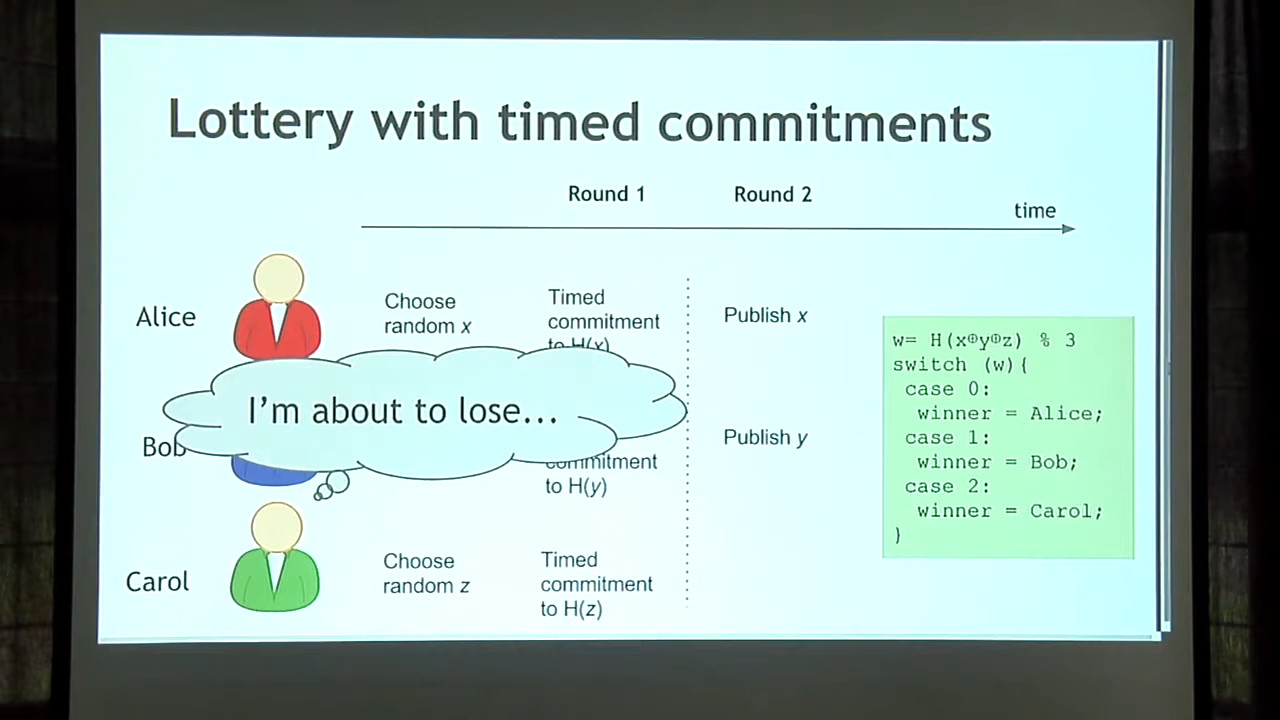 Lottery with timed commitments
Round 1
Round 2
time
Alice
Choose
random x
Timed
commitment
to H(x)
Publish x
I'm about to lose...
Bob
commitment
to H(y)
Publish y
Carol
Choose
random z
Timed
commitment
to H(z)
w= H(x⊕y⊕z) % 3
switch (w){
case 0:
winner = Alice;
case 1:
winner = Bob;
case 2:
winner = Carol;
}